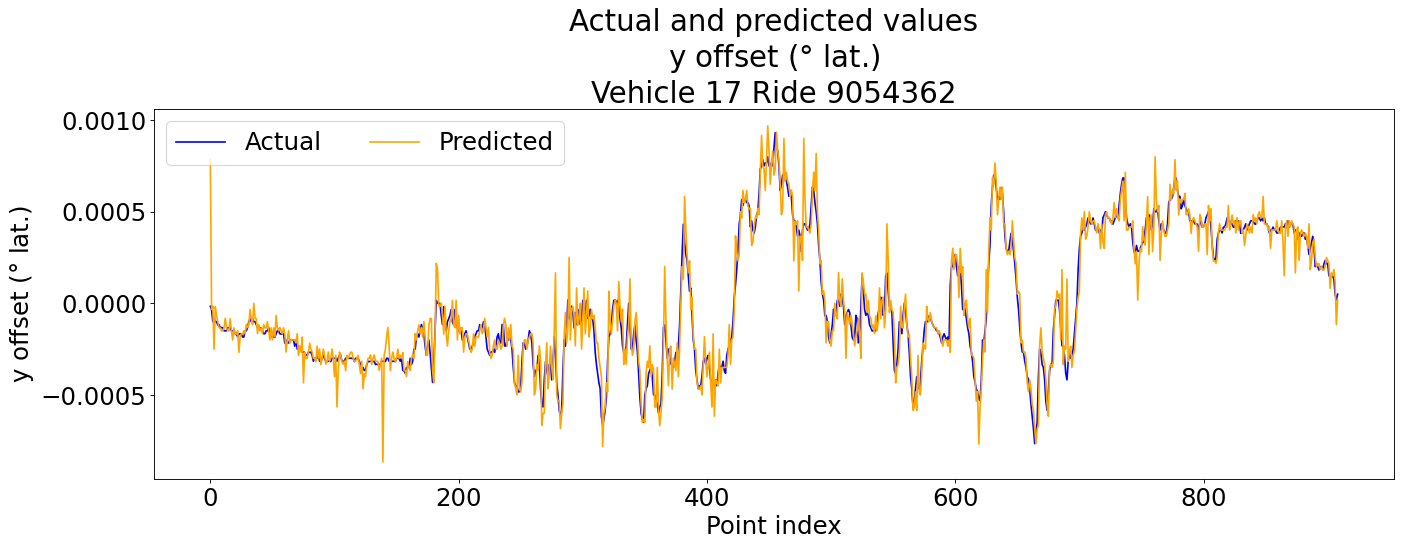 Actual and predicted values
y offset (° lat.)
Vehicle 17 Ride 9054362
Actual
Predicted
0.0010
0.0005
0.0000
−0.0005
y offset (° lat.)
0
200
400
600
800
Point index